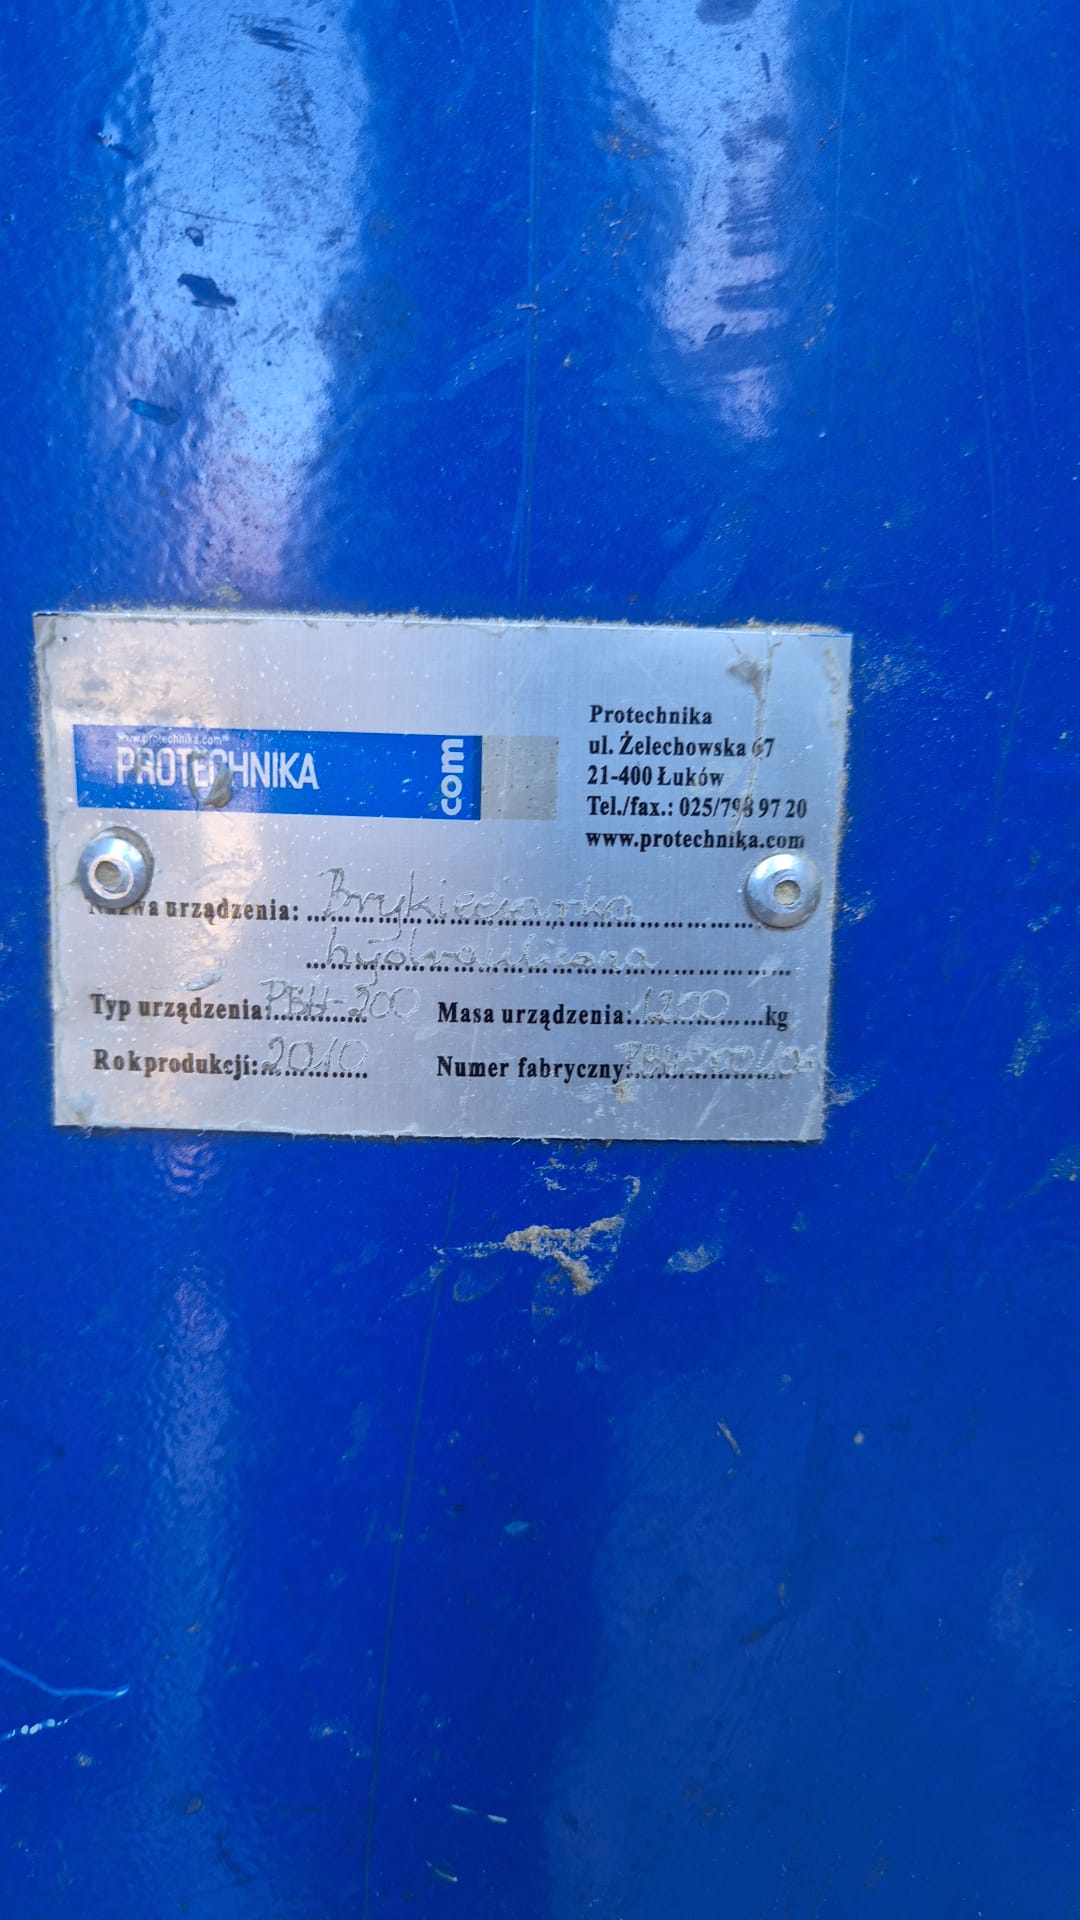 www.protechnika.com
PROTECHNIKA
com
Protechnika
ul. Żelechowska 67
21-400 Łuków
Tel./fax.: 025/798 97 20
www.protechnika.com
Nazwa urządzenia: Brykieciarka
hydrauliczna
Typ urządzenia: PBH-200 Masa urządzenia: 1200 kg
Rok produkcji: 2010 Numer fabryczny: